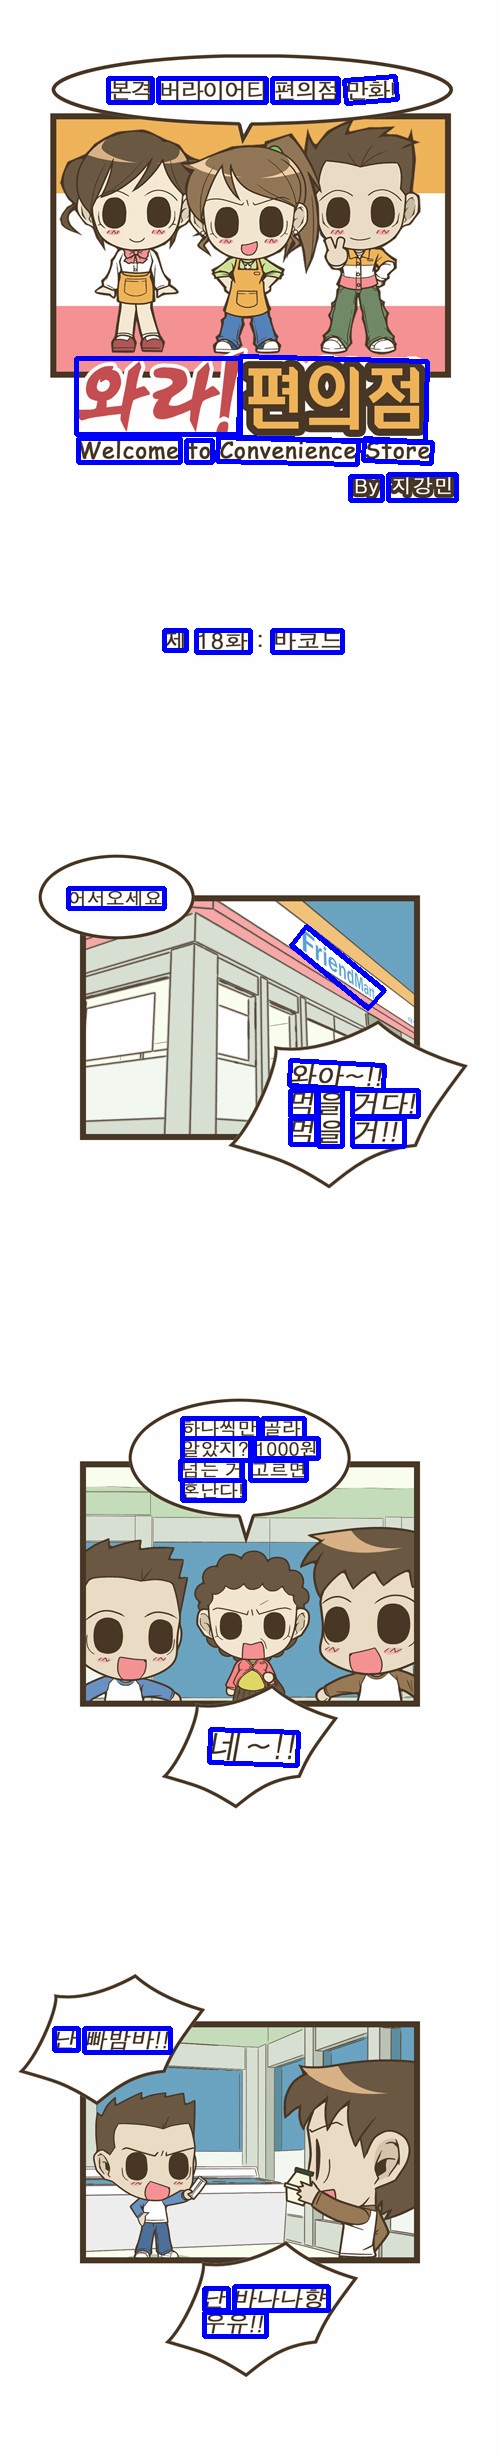 본격 버라이어티 편의점 만화!
와라! 편의점
Welcome to Convenience Store
By 지강민
제 18화 : 바코드
어서오세요
FriendMart
와아~!!
먹을 거다!
먹을 거!!
하나씩만 골라
알았지? 1000원
넘는 거 고르면
혼난다!
네~!!
난 빠밤바!!
난 바나나향
우유!!